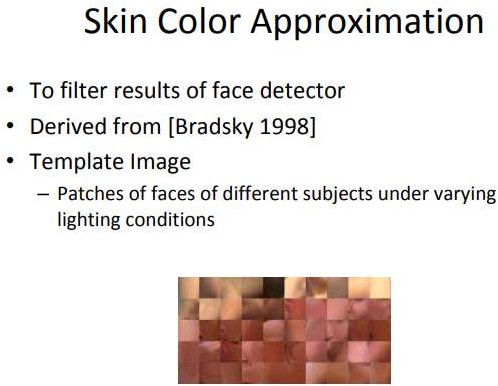 Skin Color Approximation
• To filter results of face detector
• Derived from [Bradsky 1998]
• Template Image
– Patches of faces of different subjects under varying
lighting conditions